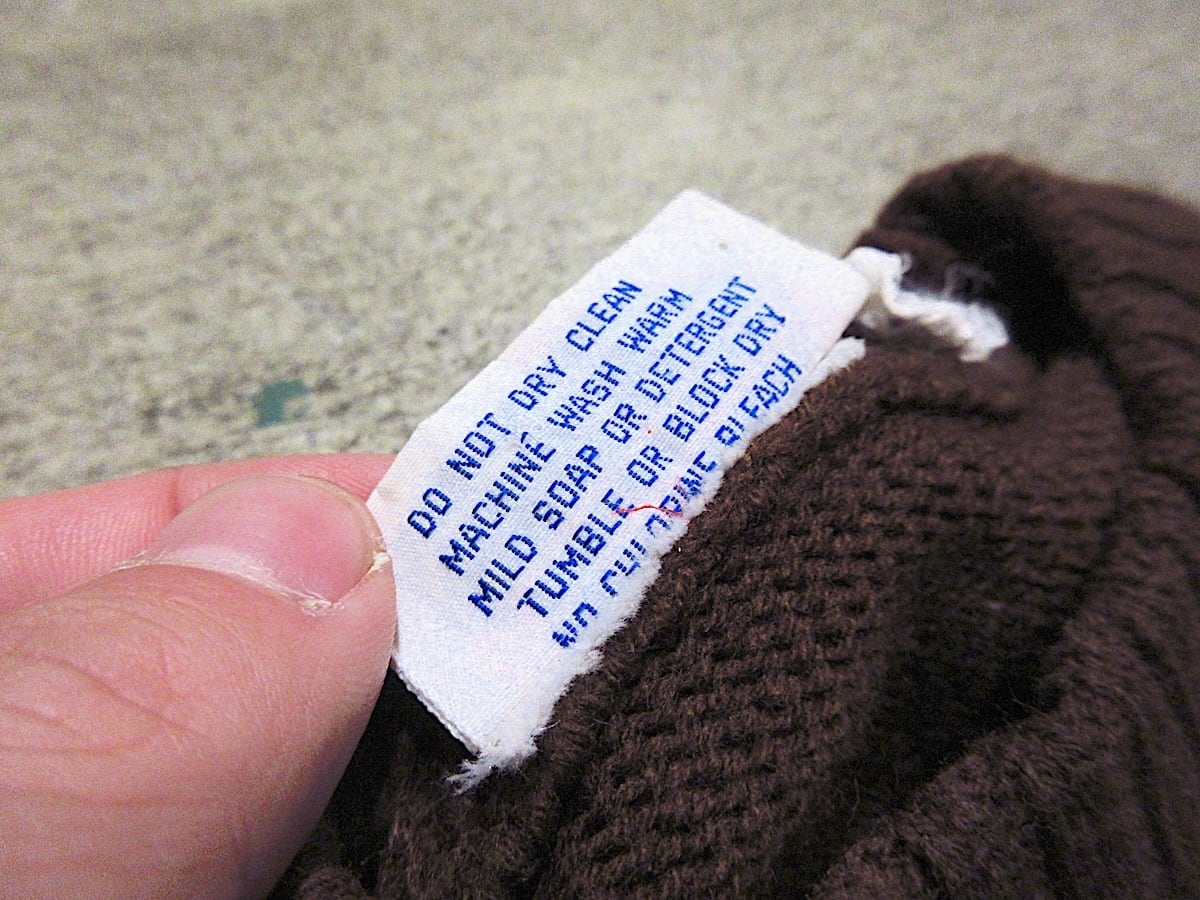 DO NOT DRY CLEAN
MACHINE WASH WARM
MILD SOAP OR DETERGENT
TUMBLE OR BLOCK DRY
NO CHLORINE BLEACH